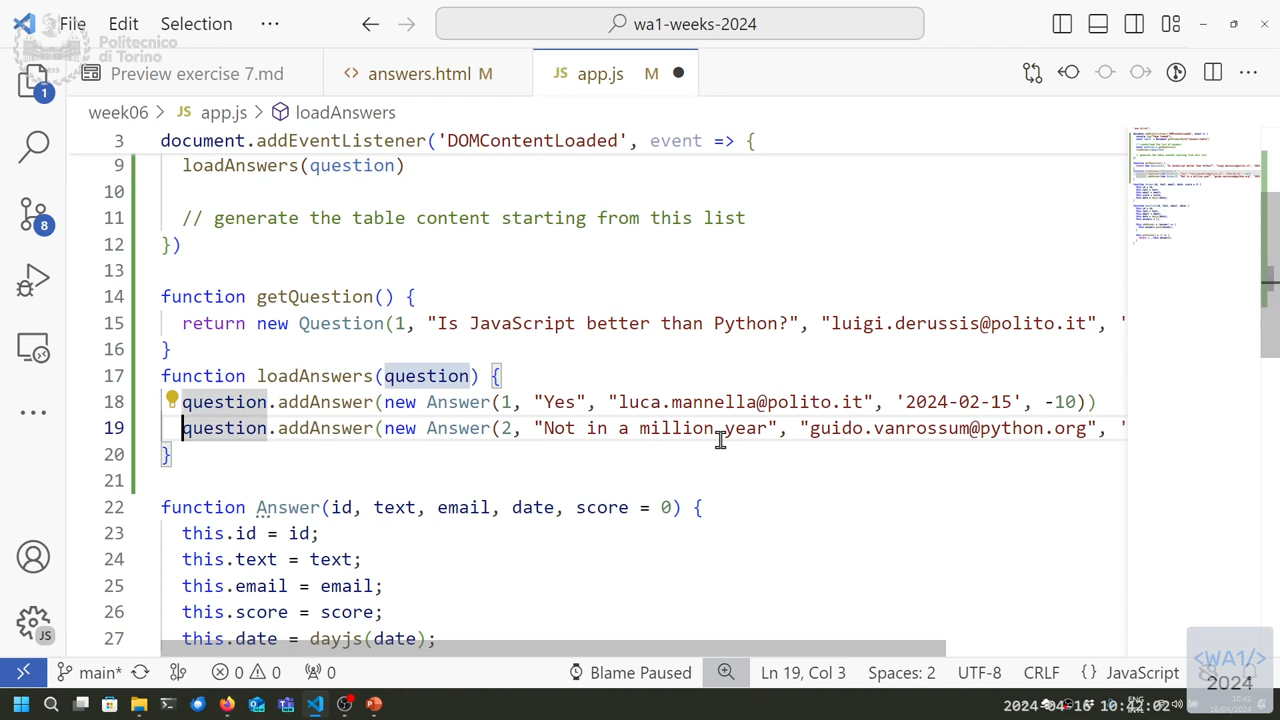 File Edit Selection ··· wa1-weeks-2024
Politecnico
di Torino
Preview exercise 7.md answers.html M JS app.js M
1
week06 > JS app.js > loadAnswers
3 document.addEventListener('DOMContentLoaded', event => {
9 loadAnswers(question)
10
11 // generate the table content starting from this list
12 })
13
14 function getQuestion() {
15 return new Question(1, "Is JavaScript better than Python?", "luigi.derussis@polito.it", '
16 }
17 function loadAnswers(question) {
18 question.addAnswer(new Answer(1, "Yes", "luca.mannella@polito.it", '2024-02-15', -10))
19 question.addAnswer(new Answer(2, "Not in a million year", "guido.vanrossum@python.org", '
20 }
21
22 function Answer(id, text, email, date, score = 0) {
23 this.id = id;
24 this.text = text;
25 this.email = email;
26 this.score = score;
27 this.date = dayjs(date);
8
JS
main* 0 0 0 Blame Paused Ln 19, Col 3 Spaces: 2 UTF-8 CRLF {} JavaScript
<WA1/>
2024